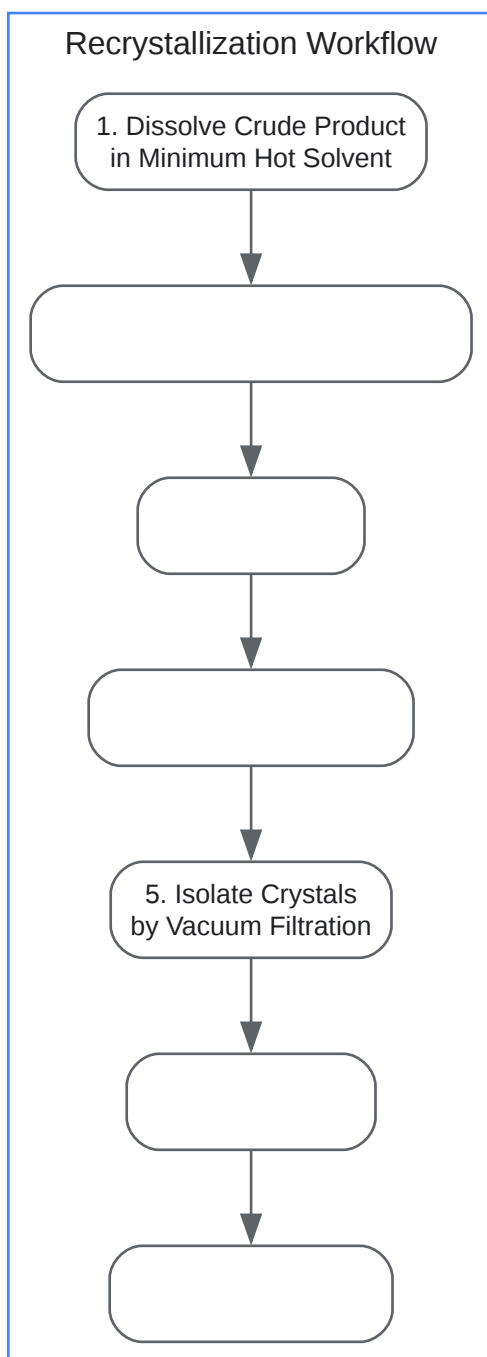 Recrystallization Workflow
1. Dissolve Crude Product
in Minimum Hot Solvent
5. Isolate Crystals
by Vacuum Filtration